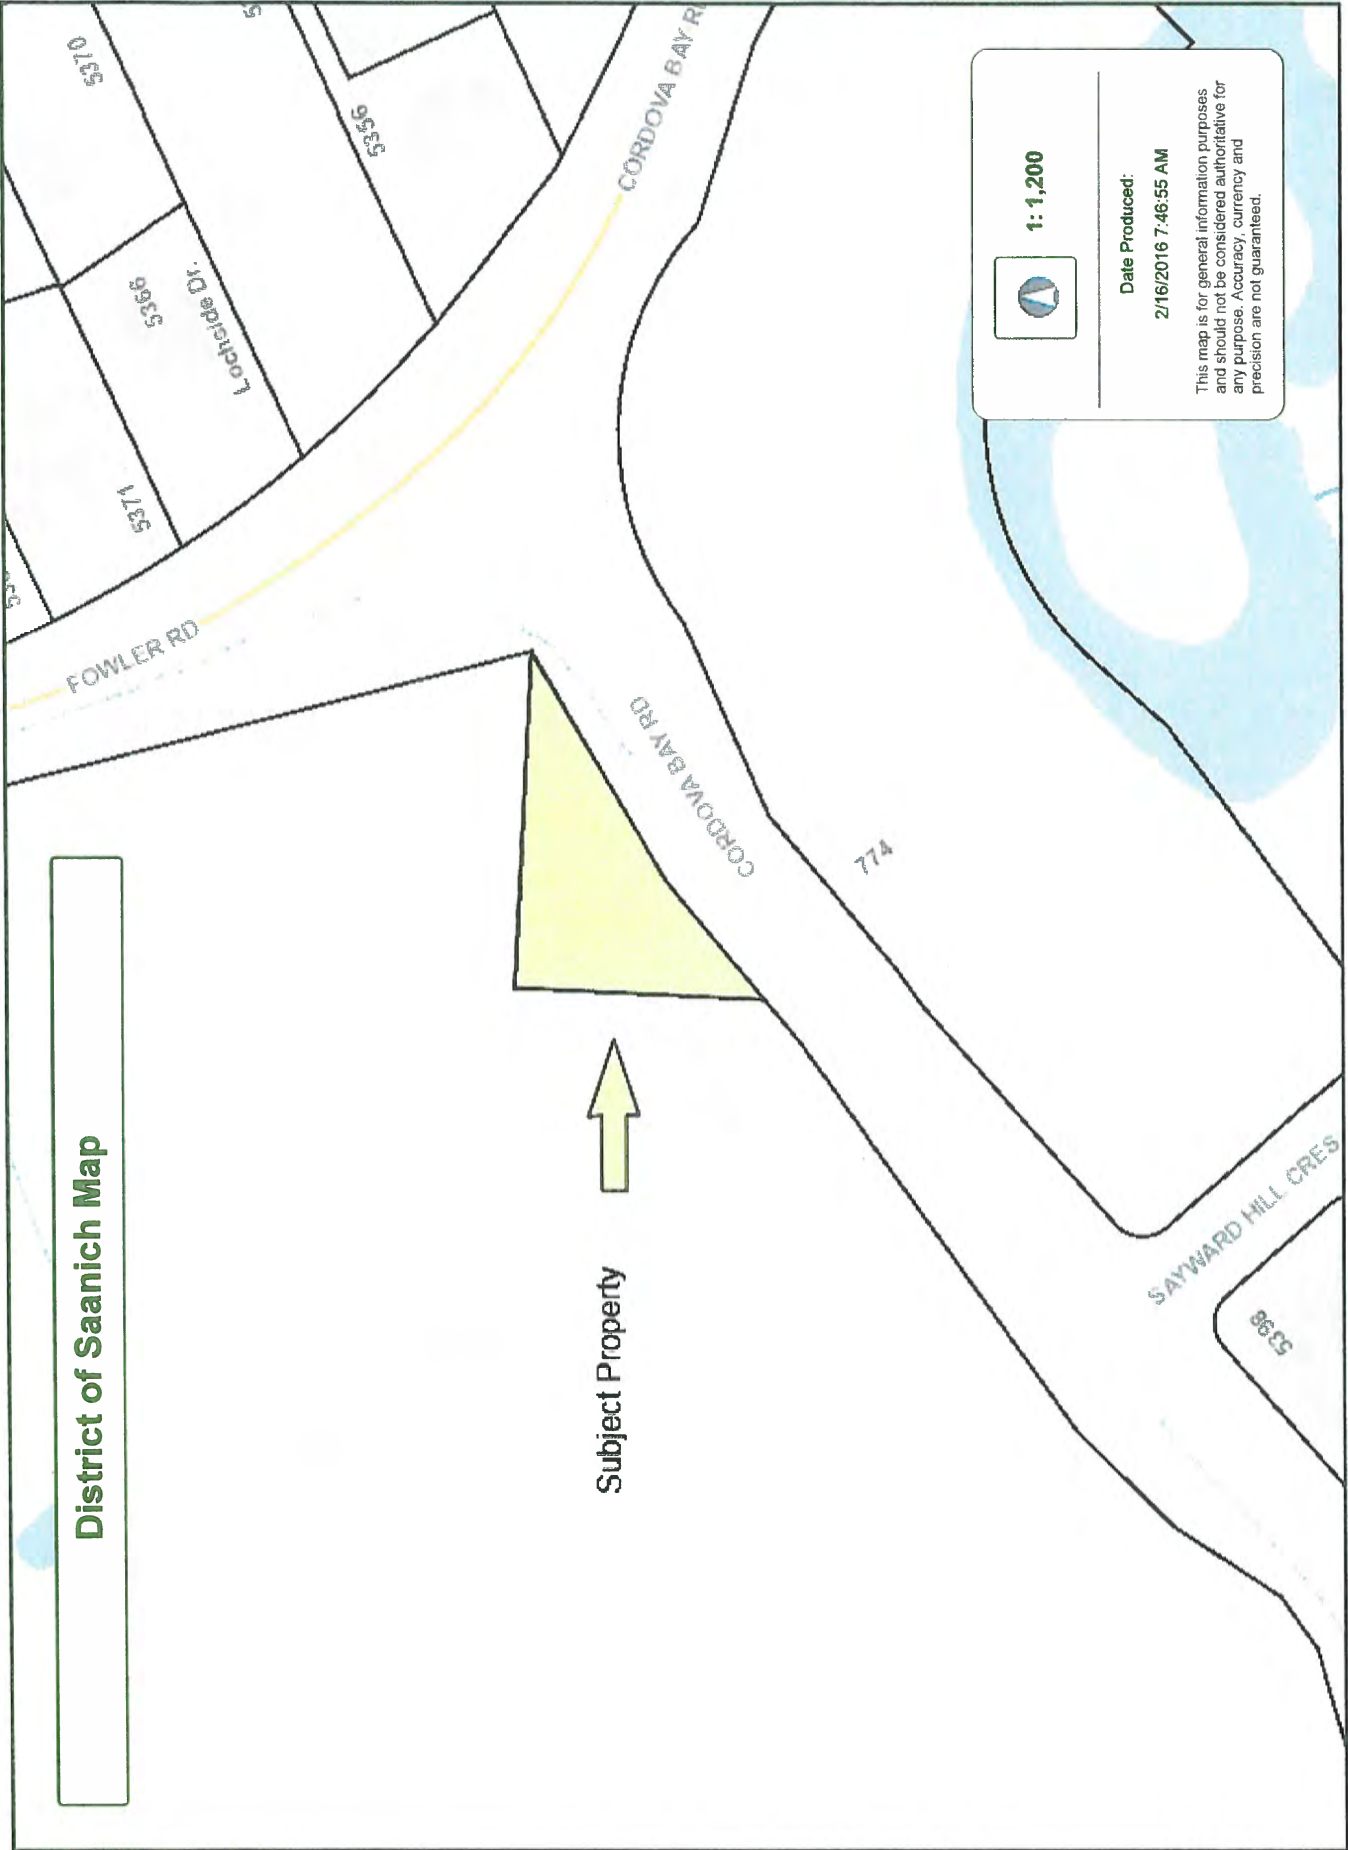 District of Saanich Map
Subject Property
FOWLER RD
CORDOVA BAY RD
CORDOVA BAY
SAYWARD HILL CRES
Lochside Dr.
5370
5356
5366
5371
774
5398
1: 1,200
Date Produced:
2/16/2016 7:46:55 AM
This map is for general information purposes
and should not be considered authoritative for
any purpose. Accuracy, currency and
precision are not guaranteed.